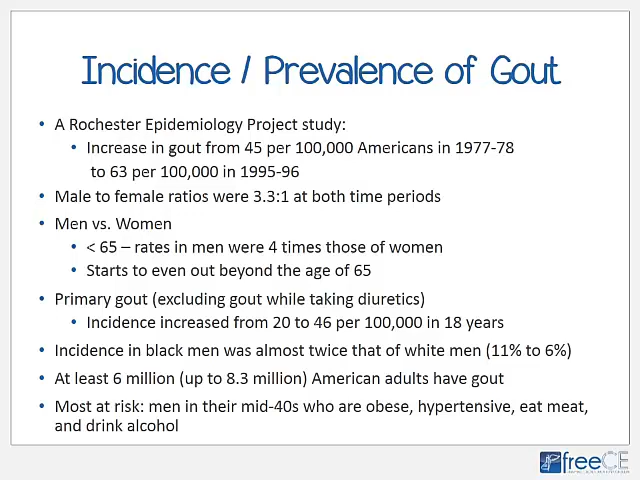 Incidence / Prevalence of Gout
• A Rochester Epidemiology Project study:
• Increase in gout from 45 per 100,000 Americans in 1977-78
to 63 per 100,000 in 1995-96
• Male to female ratios were 3.3:1 at both time periods
• Men vs. Women
• < 65 – rates in men were 4 times those of women
• Starts to even out beyond the age of 65
• Primary gout (excluding gout while taking diuretics)
• Incidence increased from 20 to 46 per 100,000 in 18 years
• Incidence in black men was almost twice that of white men (11% to 6%)
• At least 6 million (up to 8.3 million) American adults have gout
• Most at risk: men in their mid-40s who are obese, hypertensive, eat meat,
and drink alcohol
freeCE